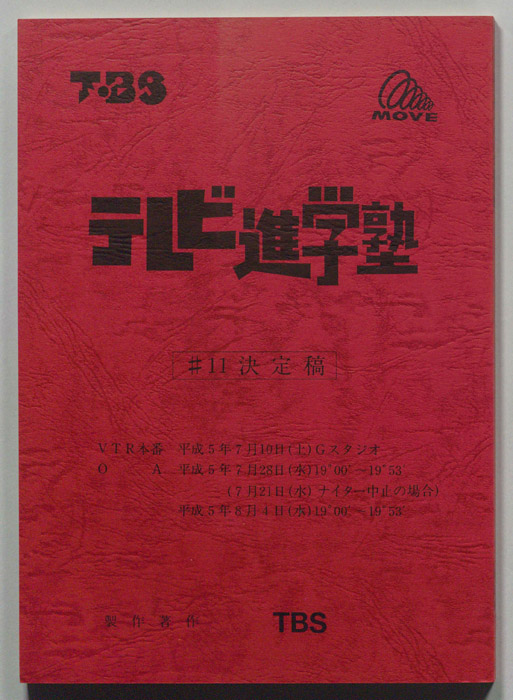 T・BS
MOVE
テレビ進学塾
♯11 決定稿
VTR本番 平成5年7月10日(土)Gスタジオ
O A 平成5年7月28日(水)19°00′〜19°53′
(7月21日(水)ナイター中止の場合)
平成5年8月4日(水)19°00′〜19°53′
製作著作 TBS